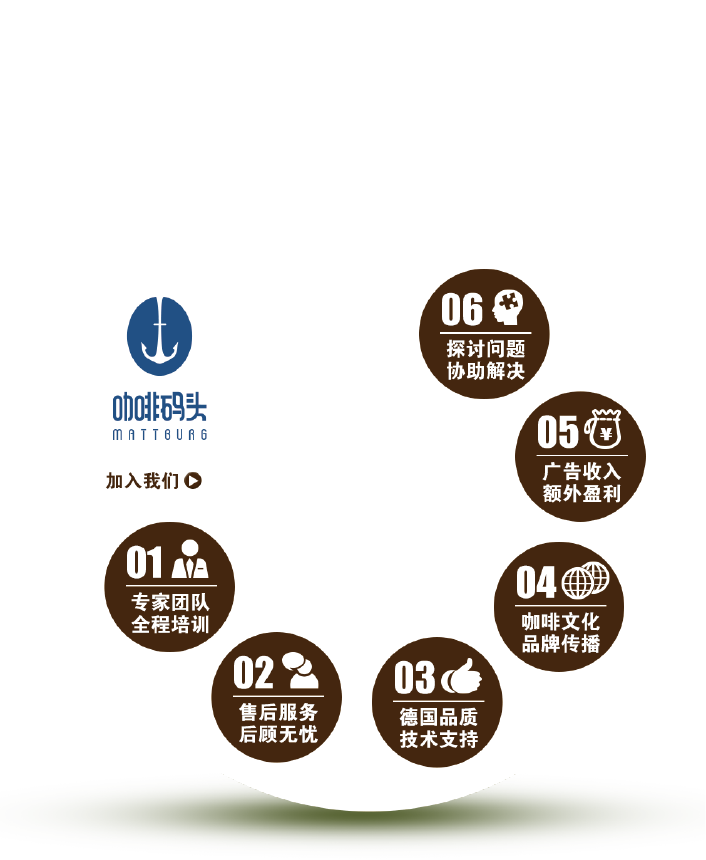 咖啡码头
MATTBURG
加入我们
01
专家团队
全程培训
02
售后服务
后顾无忧
03
德国品质
技术支持
04
咖啡文化
品牌传播
05
¥
广告收入
额外盈利
06
探讨问题
协助解决